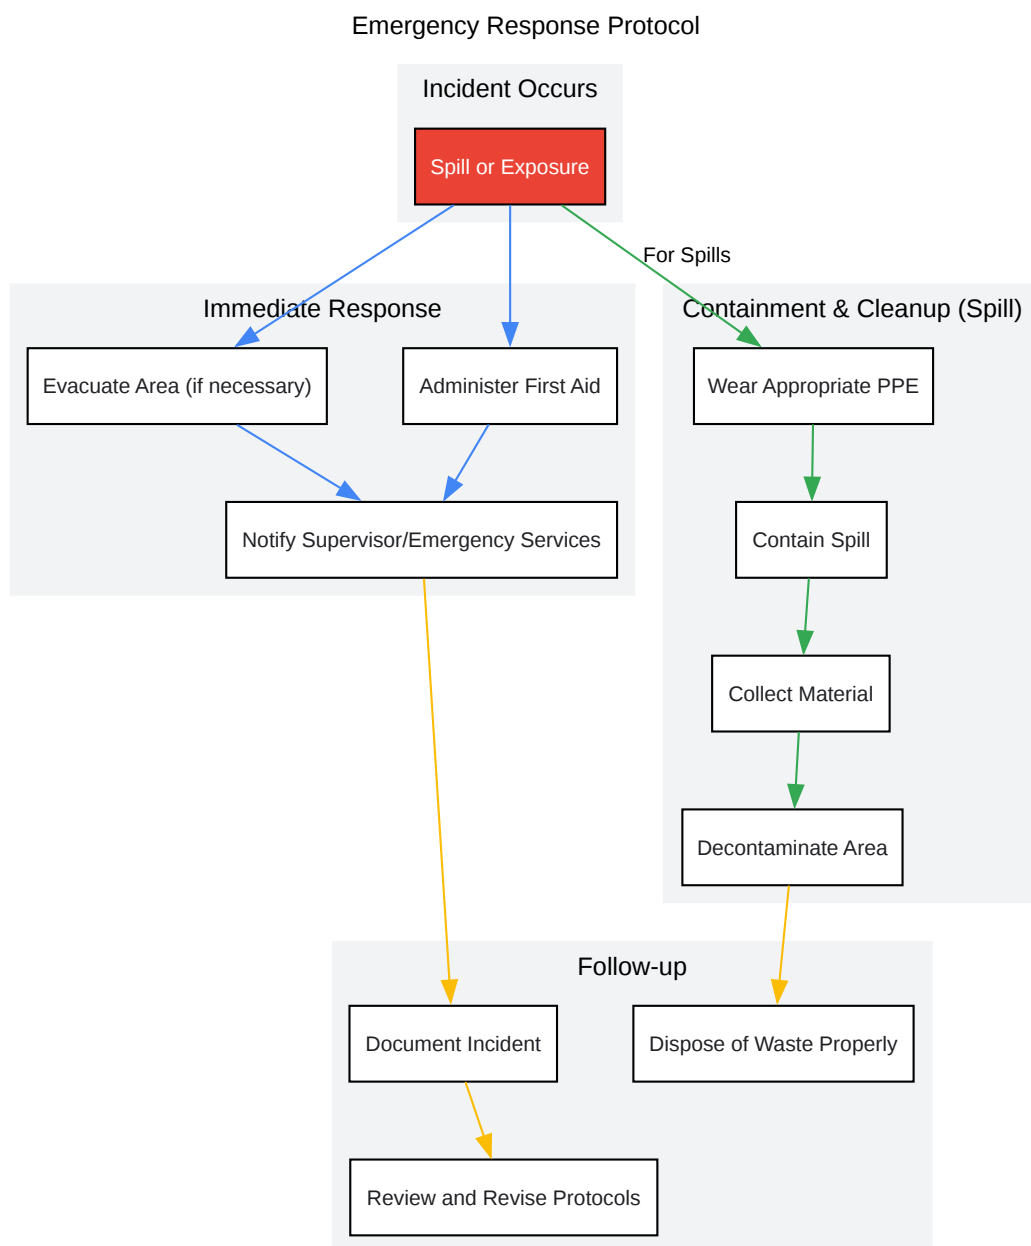 Emergency Response Protocol
Incident Occurs
Spill or Exposure
For Spills
Immediate Response
Containment & Cleanup (Spill)
Evacuate Area (if necessary)
Administer First Aid
Wear Appropriate PPE
Notify Supervisor/Emergency Services
Contain Spill
Collect Material
Decontaminate Area
Follow-up
Document Incident
Dispose of Waste Properly
Review and Revise Protocols